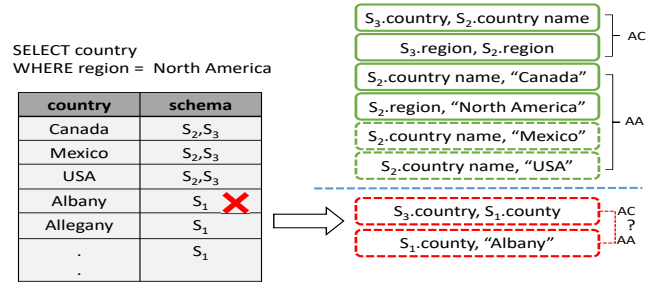 SELECT country
WHERE region = North America
country schema
Canada S₂,S₃
Mexico S₂,S₃
USA S₂,S₃
Albany S₁
Allegany S₁
. S₁
.
S₃.country, S₂.country name
S₃.region, S₂.region
AC
S₂.country name, “Canada”
S₂.region, “North America”
S₂.country name, “Mexico”
S₂.country name, “USA”
AA
S₃.country, S₁.county
S₁.county, “Albany”
AC
?
AA